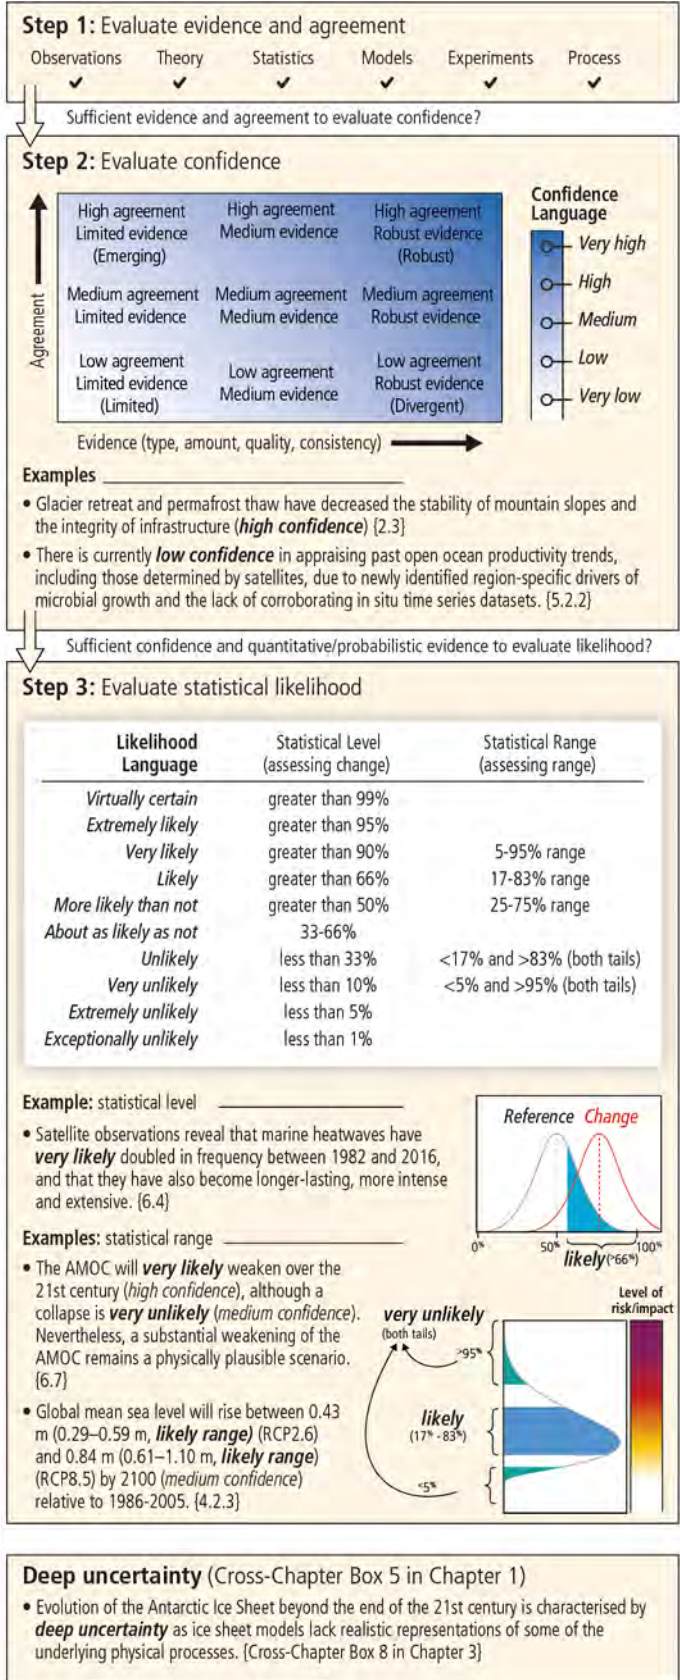 Step 1: Evaluate evidence and agreement
Observations Theory Statistics Models Experiments Process
Sufficient evidence and agreement to evaluate confidence?
Step 2: Evaluate confidence
Agreement
High agreement
Limited evidence
(Emerging)
High agreement
Medium evidence
High agreement
Robust evidence
(Robust)
Medium agreement
Limited evidence
Medium agreement
Medium evidence
Medium agreement
Robust evidence
Low agreement
Limited evidence
(Limited)
Low agreement
Medium evidence
Low agreement
Robust evidence
(Divergent)
Evidence (type, amount, quality, consistency)
Confidence
Language
Very high
High
Medium
Low
Very low
Examples
• Glacier retreat and permafrost thaw have decreased the stability of mountain slopes and
the integrity of infrastructure (high confidence) {2.3}
• There is currently low confidence in appraising past open ocean productivity trends,
including those determined by satellites, due to newly identified region-specific drivers of
microbial growth and the lack of corroborating in situ time series datasets. {5.2.2}
Sufficient confidence and quantitative/probabilistic evidence to evaluate likelihood?
Step 3: Evaluate statistical likelihood
Likelihood Statistical Level Statistical Range
Language (assessing change) (assessing range)
Virtually certain greater than 99%
Extremely likely greater than 95%
Very likely greater than 90% 5-95% range
Likely greater than 66% 17-83% range
More likely than not greater than 50% 25-75% range
About as likely as not 33-66%
Unlikely less than 33% <17% and >83% (both tails)
Very unlikely less than 10% <5% and >95% (both tails)
Extremely unlikely less than 5%
Exceptionally unlikely less than 1%
Example: statistical level
• Satellite observations reveal that marine heatwaves have
very likely doubled in frequency between 1982 and 2016,
and that they have also become longer-lasting, more intense
and extensive. {6.4}
Reference Change
0% 50% 100%
likely (>66%)
Examples: statistical range
• The AMOC will very likely weaken over the
21st century (high confidence), although a
collapse is very unlikely (medium confidence).
Nevertheless, a substantial weakening of the
AMOC remains a physically plausible scenario.
{6.7}
• Global mean sea level will rise between 0.43
m (0.29–0.59 m, likely range) (RCP2.6)
and 0.84 m (0.61–1.10 m, likely range)
(RCP8.5) by 2100 (medium confidence)
relative to 1986-2005. {4.2.3}
Level of
risk/impact
very unlikely
(both tails)
>95%
likely
(17% - 83%)
<5%
Deep uncertainty (Cross-Chapter Box 5 in Chapter 1)
• Evolution of the Antarctic Ice Sheet beyond the end of the 21st century is characterised by
deep uncertainty as ice sheet models lack realistic representations of some of the
underlying physical processes. {Cross-Chapter Box 8 in Chapter 3}